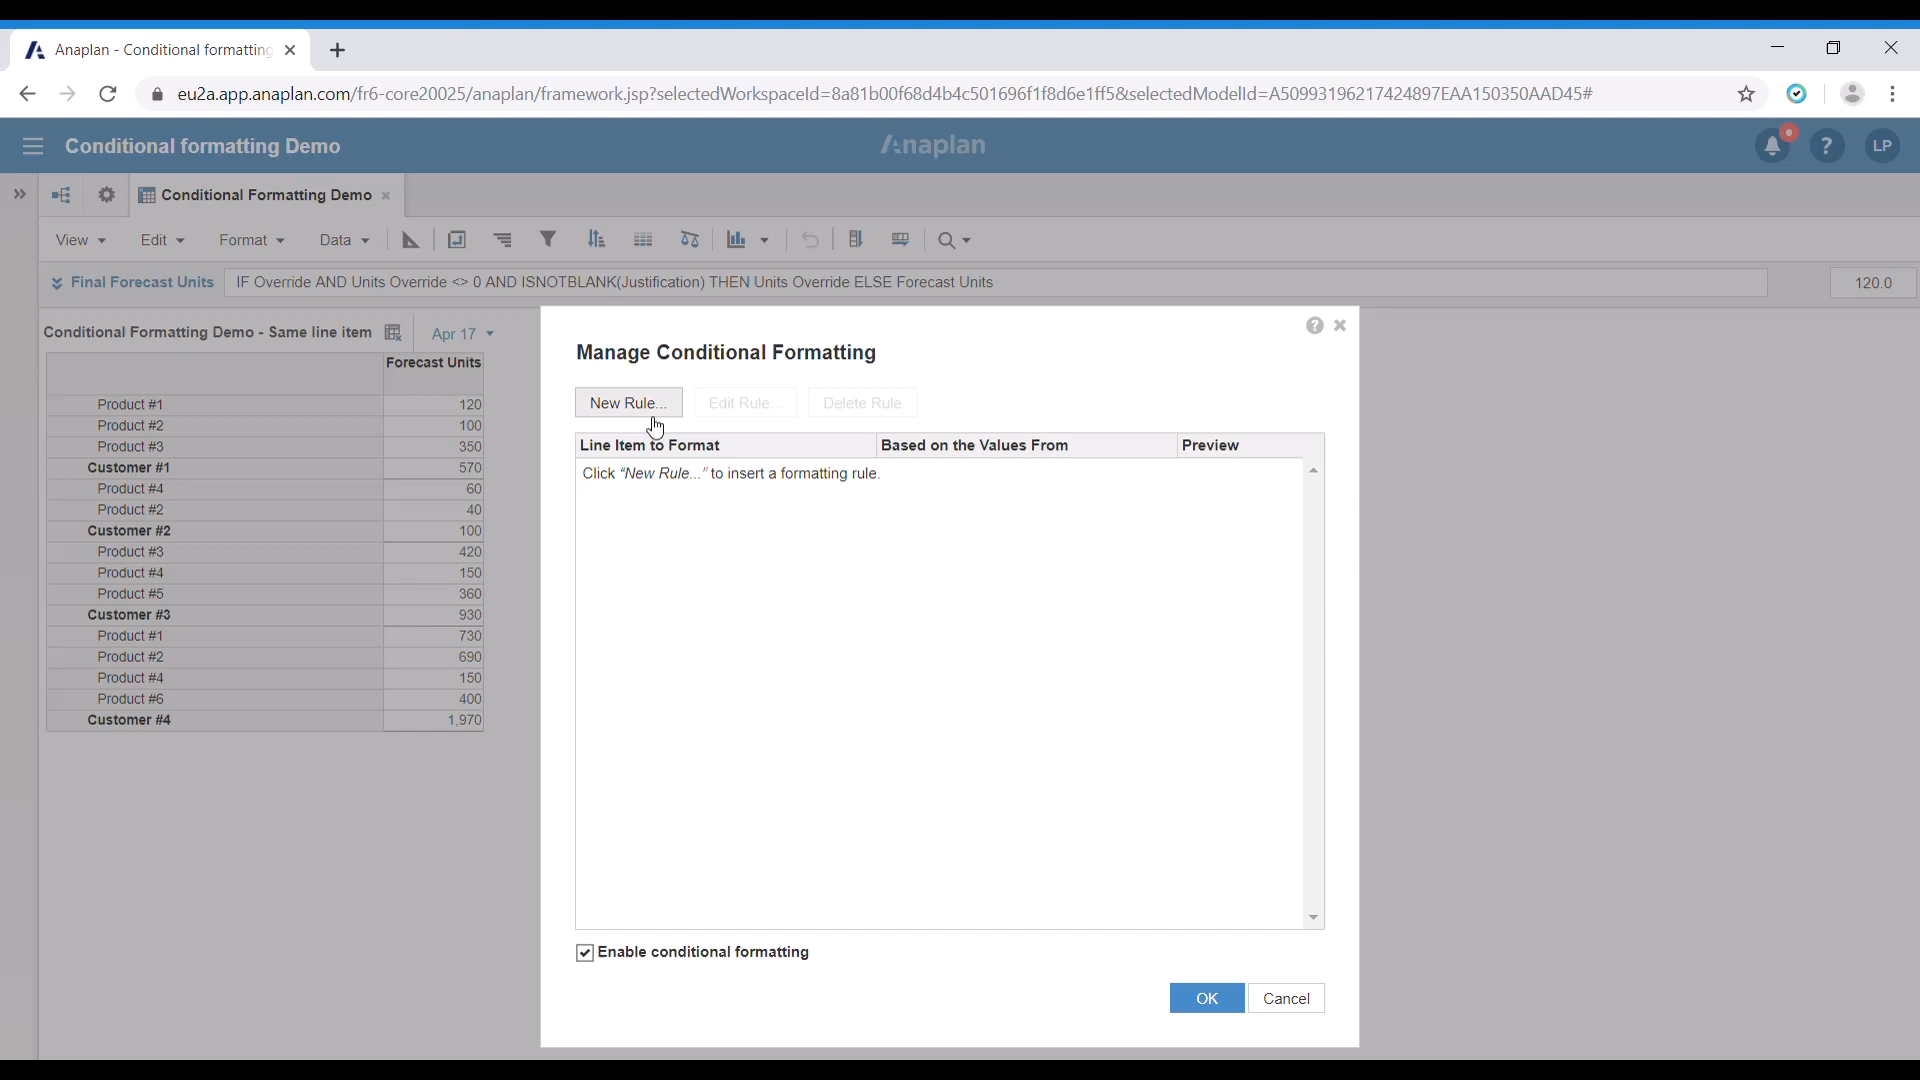 Anaplan - Conditional formatting
eu2a.app.anaplan.com/fr6-core20025/anaplan/framework.jsp?selectedWorkspaceId=8a81b00f68d4b4c501696f1f8d6e1ff5&selectedModelId=A50993196217424897EAA150350AAD45#
Conditional formatting Demo
Anaplan
?
LP
Conditional Formatting Demo
View
Edit
Format
Data
Final Forecast Units
IF Override AND Units Override <> 0 AND ISNOTBLANK(Justification) THEN Units Override ELSE Forecast Units
120.0
Conditional Formatting Demo - Same line item
Apr 17
Forecast Units
Product #1 120
Product #2 100
Product #3 350
Customer #1 570
Product #4 60
Product #2 40
Customer #2 100
Product #3 420
Product #4 150
Product #5 360
Customer #3 930
Product #1 730
Product #2 690
Product #4 150
Product #6 400
Customer #4 1,970
?
Manage Conditional Formatting
New Rule...
Edit Rule...
Delete Rule
Line Item to Format
Based on the Values From
Preview
Click “New Rule...” to insert a formatting rule.
Enable conditional formatting
OK
Cancel